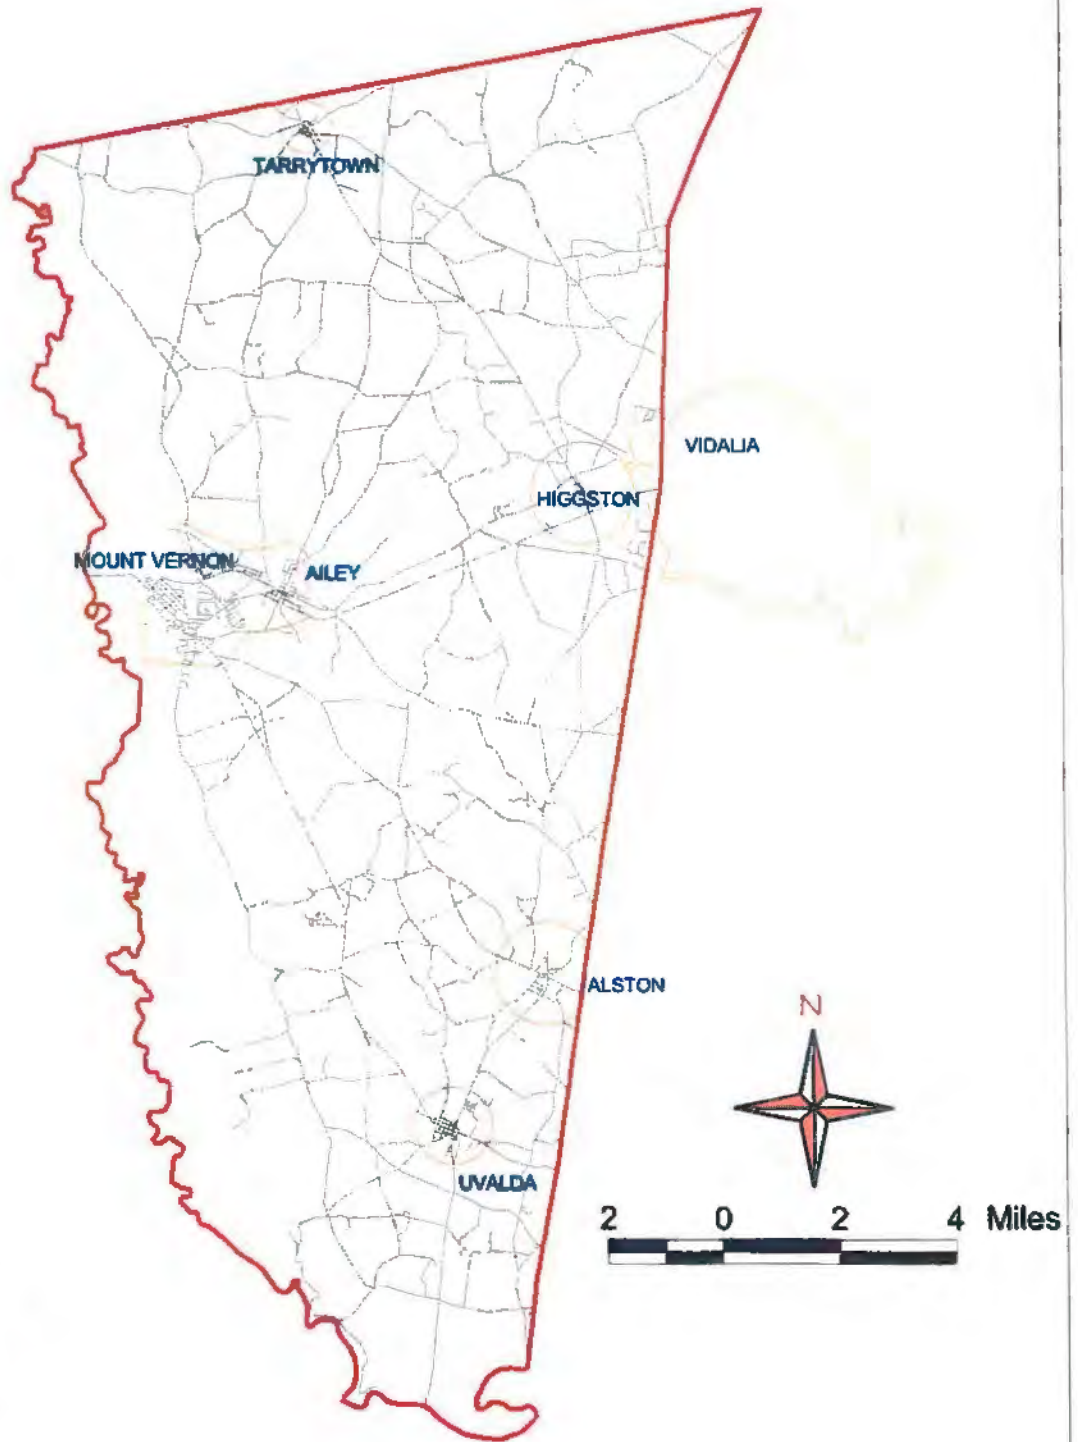 TARRYTOWN
VIDALIA
HIGGSTON
MOUNT VERNON
AILEY
ALSTON
N
UVALDA
2 0 2 4 Miles